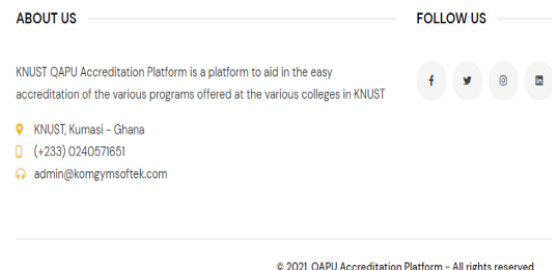 ABOUT US
KNUST QAPU Accreditation Platform is a platform to aid in the easy
accreditation of the various programs offered at the various colleges in KNUST
KNUST, Kumasi - Ghana
(+233) 0240571651
admin@komgymsoftek.com
FOLLOW US
© 2021 QAPU Accreditation Platform - All rights reserved.